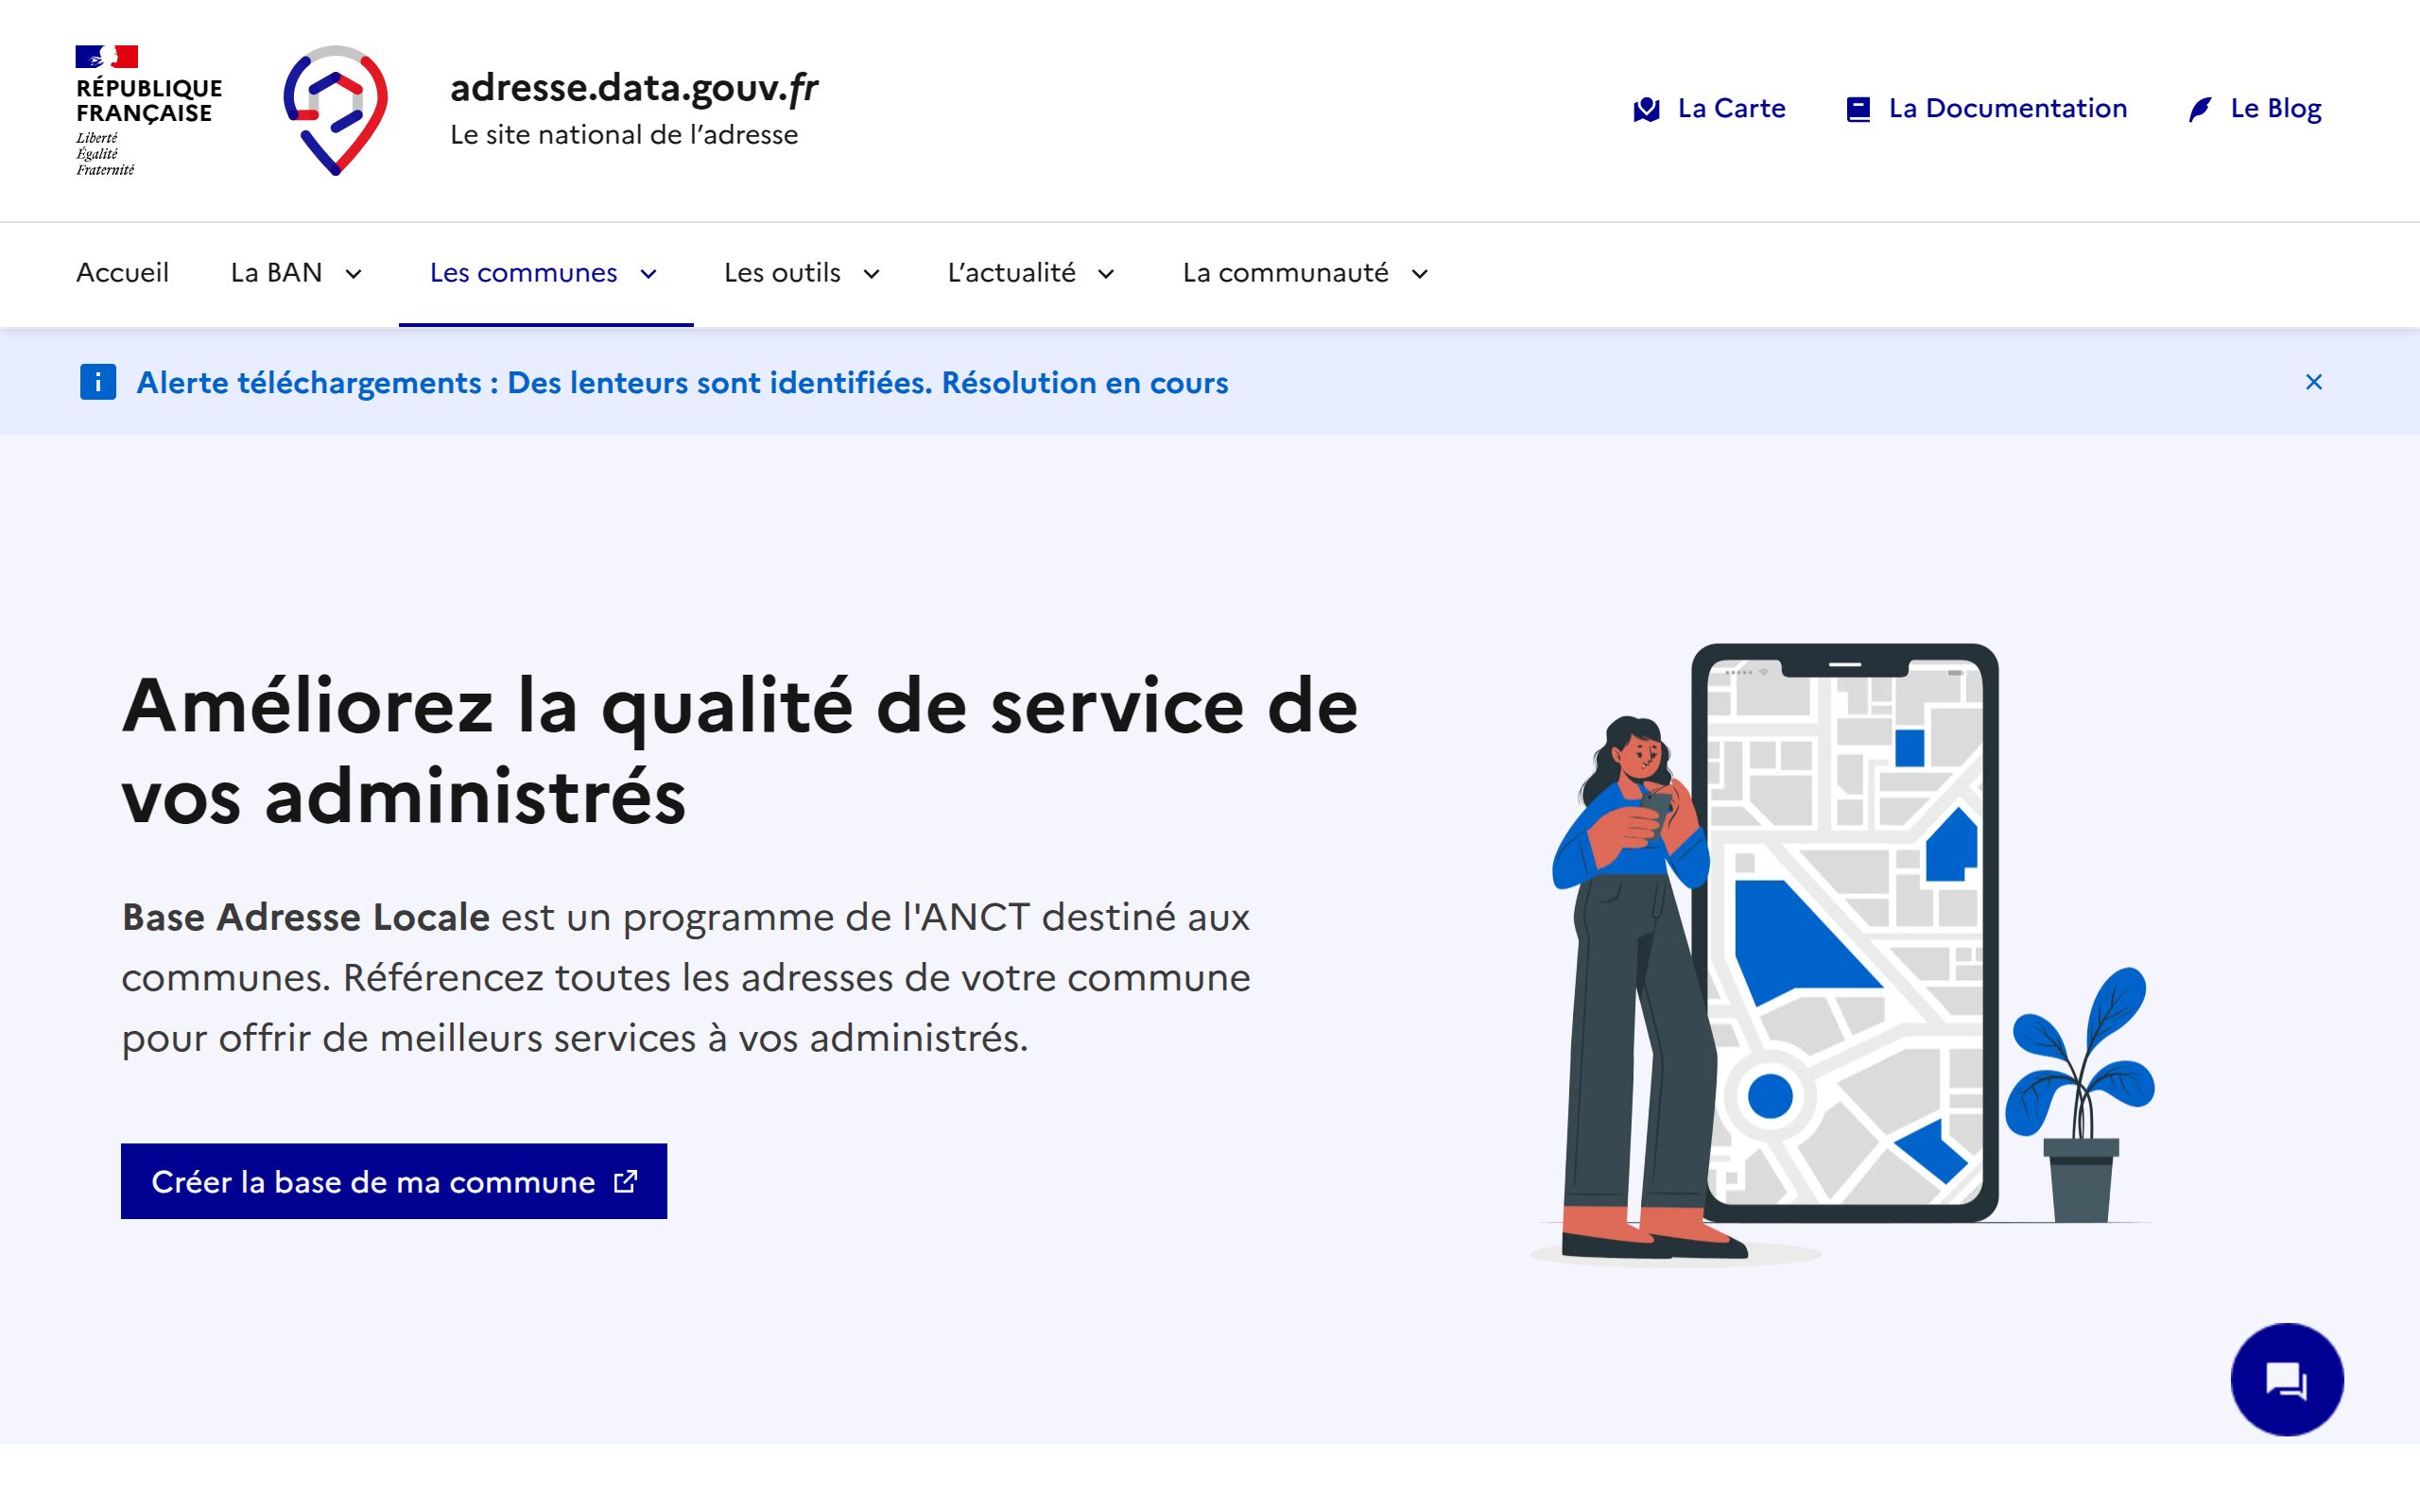 RÉPUBLIQUE
FRANÇAISE
Liberté
Égalité
Fraternité
adresse.data.gouv.fr
Le site national de l’adresse
La Carte
La Documentation
Le Blog
Accueil
La BAN
Les communes
Les outils
L’actualité
La communauté
Alerte téléchargements : Des lenteurs sont identifiées. Résolution en cours
Améliorez la qualité de service de
vos administrés
Base Adresse Locale est un programme de l'ANCT destiné aux
communes. Référencez toutes les adresses de votre commune
pour offrir de meilleurs services à vos administrés.
Créer la base de ma commune